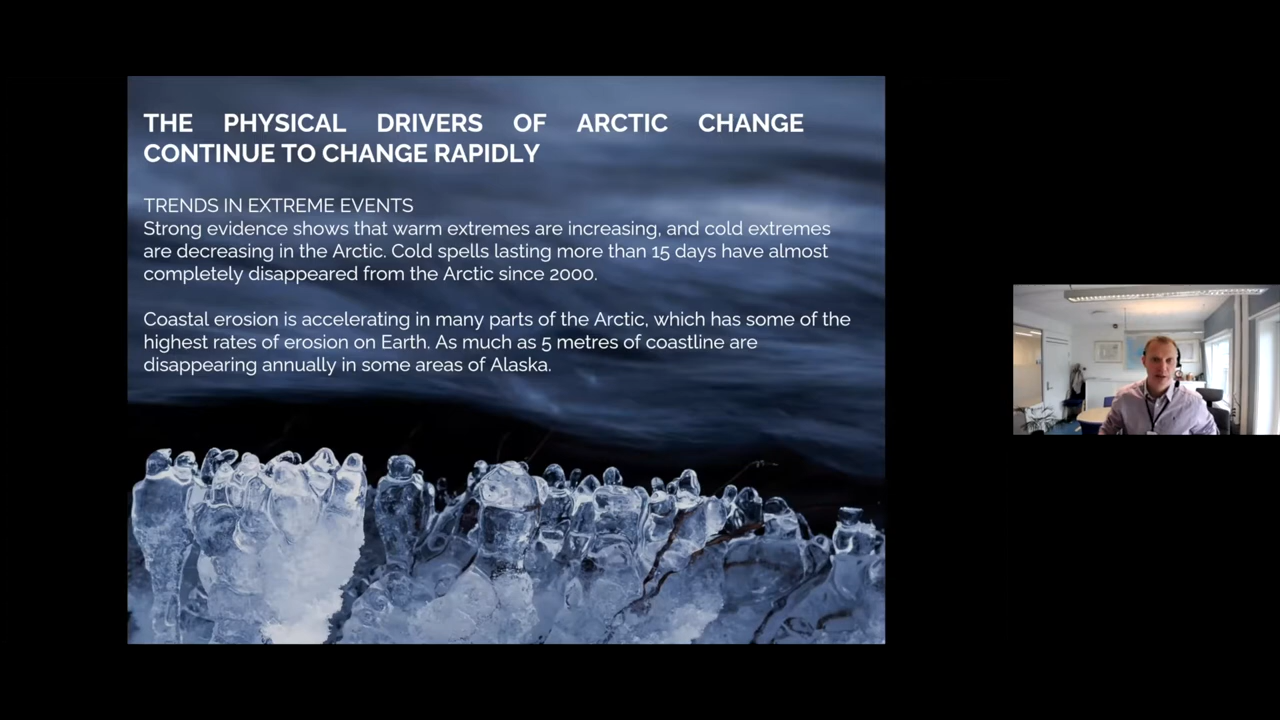 THE PHYSICAL DRIVERS OF ARCTIC CHANGE
CONTINUE TO CHANGE RAPIDLY
TRENDS IN EXTREME EVENTS
Strong evidence shows that warm extremes are increasing, and cold extremes
are decreasing in the Arctic. Cold spells lasting more than 15 days have almost
completely disappeared from the Arctic since 2000.
Coastal erosion is accelerating in many parts of the Arctic, which has some of the
highest rates of erosion on Earth. As much as 5 metres of coastline are
disappearing annually in some areas of Alaska.